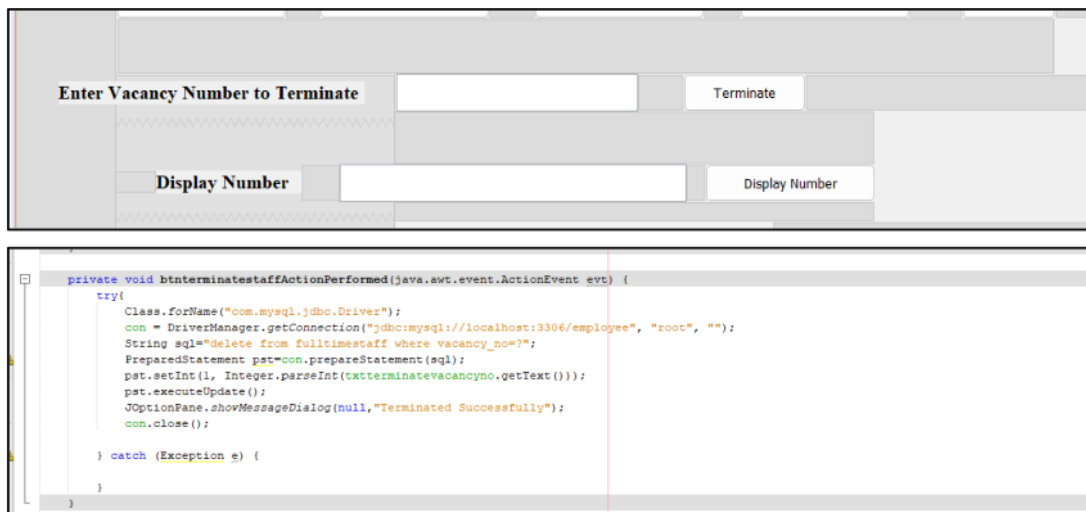 Enter Vacancy Number to Terminate
Terminate
Display Number
Display Number
private void btnterminatestaffActionPerformed(java.awt.event.ActionEvent evt) {
try{
Class.forName("com.mysql.jdbc.Driver");
con = DriverManager.getConnection("jdbc:mysql://localhost:3306/employee", "root", "");
String sql="delete from fulltimestaff where vacancy_no=?";
PreparedStatement pst=con.prepareStatement(sql);
pst.setInt(1, Integer.parseInt(txtterminatevacancyno.getText()));
pst.executeUpdate();
JOptionPane.showMessageDialog(null,"Terminated Successfully");
con.close();
} catch (Exception e) {
}
}